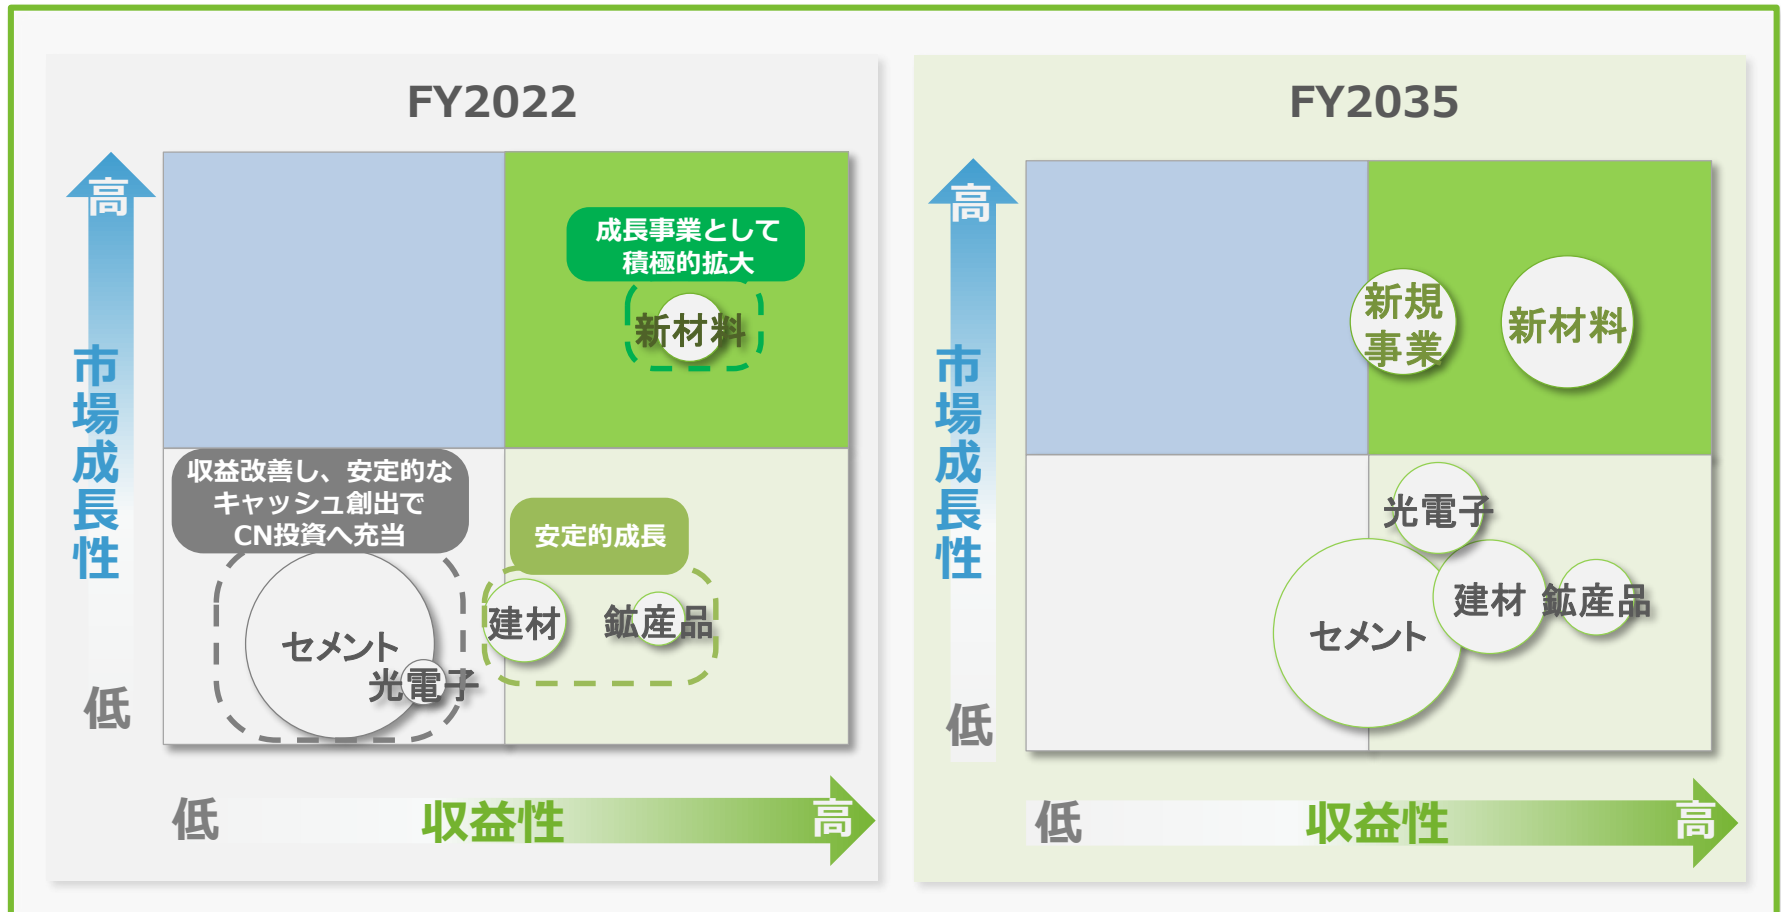 FY2022
高
市場成長性
低
成長事業として
積極的拡大
新材料
収益改善し、安定的な
キャッシュ創出で
CN投資へ充当
安定的成長
セメント
光電子
建材
鉱産品
低
収益性
高
FY2035
高
市場成長性
低
新規
事業
新材料
光電子
セメント
建材
鉱産品
低
収益性
高